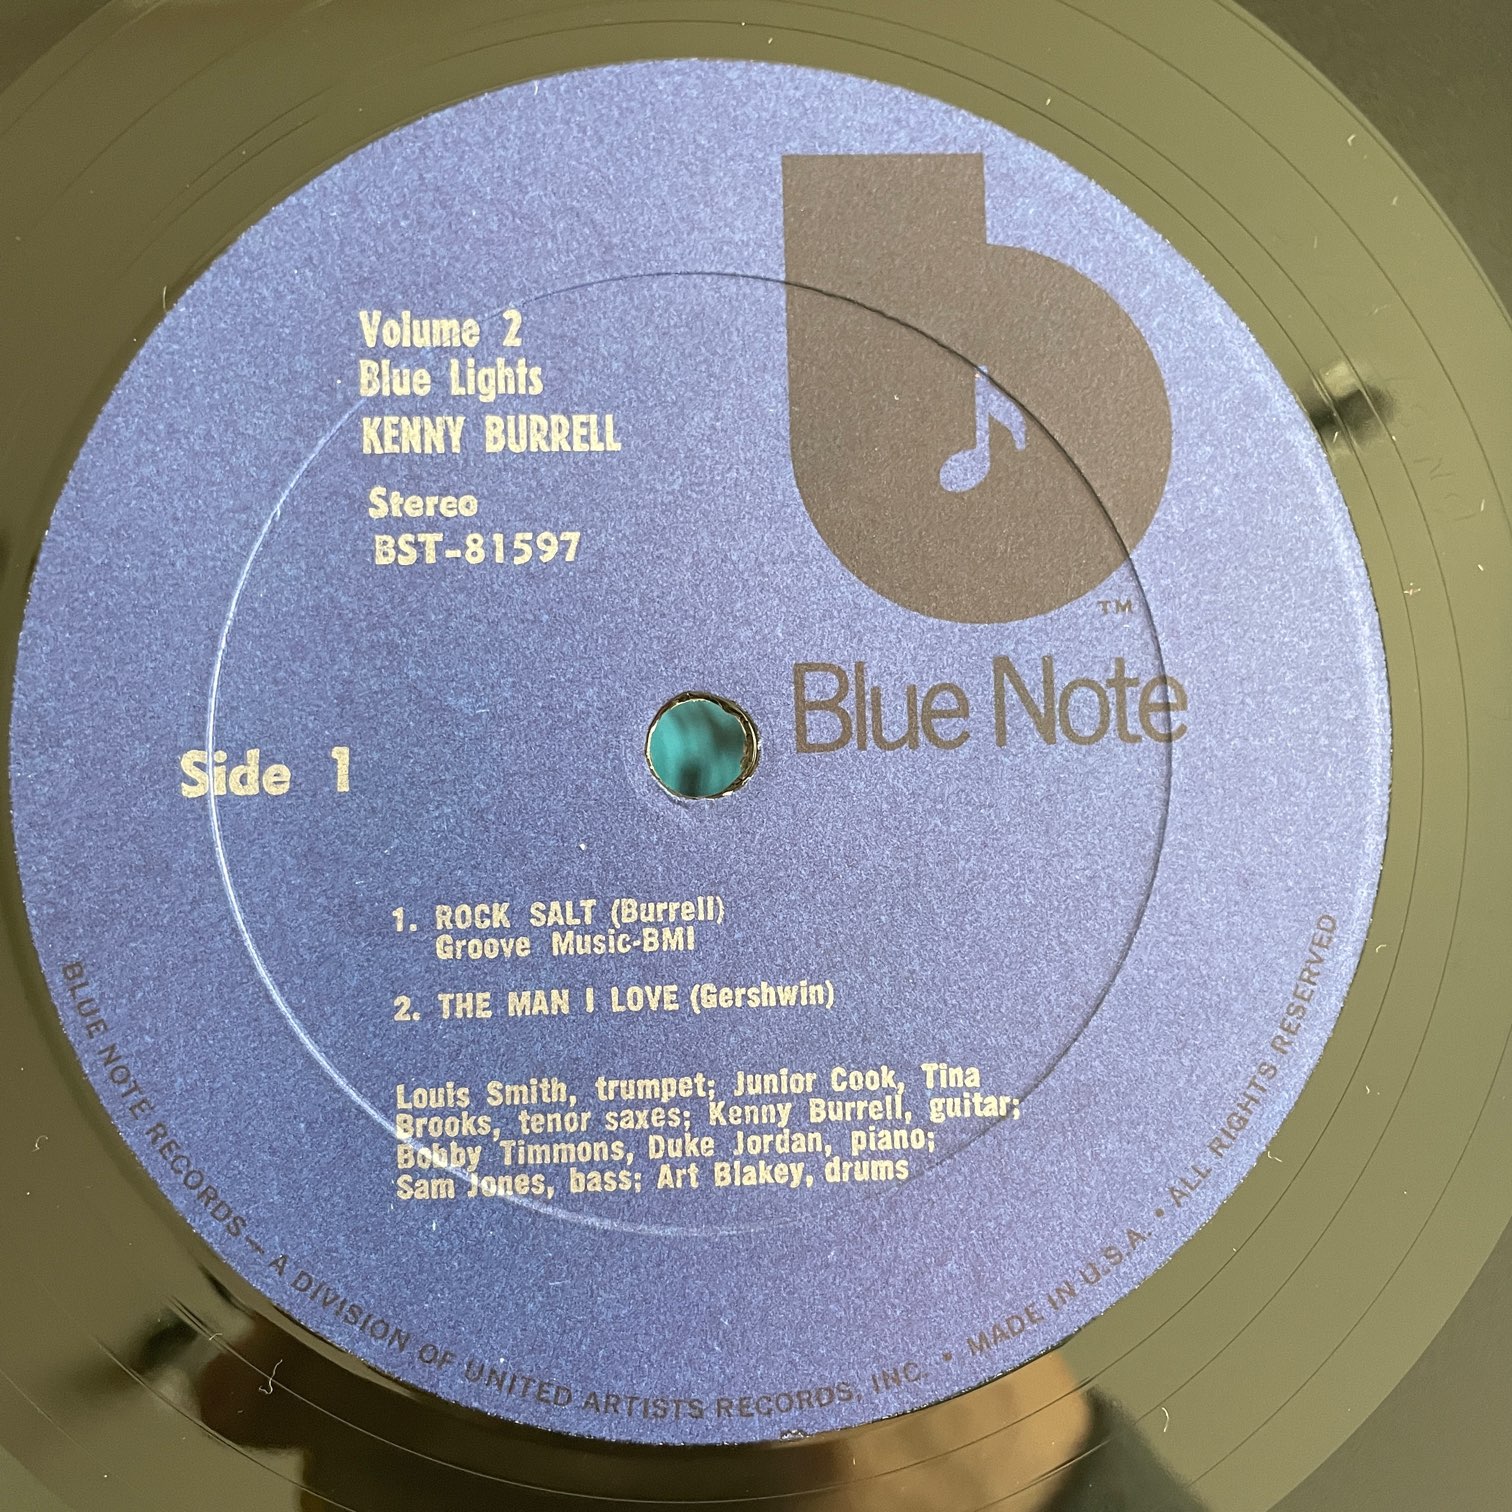 Volume 2
Blue Lights
KENNY BURRELL
Stereo
BST-81597
TM
Blue Note
Side 1
1. ROCK SALT (Burrell)
Groove Music-BMI
2. THE MAN I LOVE (Gershwin)
Louis Smith, trumpet; Junior Cook, Tina
Brooks, tenor saxes; Kenny Burrell, guitar;
Bobby Timmons, Duke Jordan, piano;
Sam Jones, bass; Art Blakey, drums
BLUE NOTE RECORDS — A DIVISION OF UNITED ARTISTS RECORDS, INC. • MADE IN U.S.A. • ALL RIGHTS RESERVED